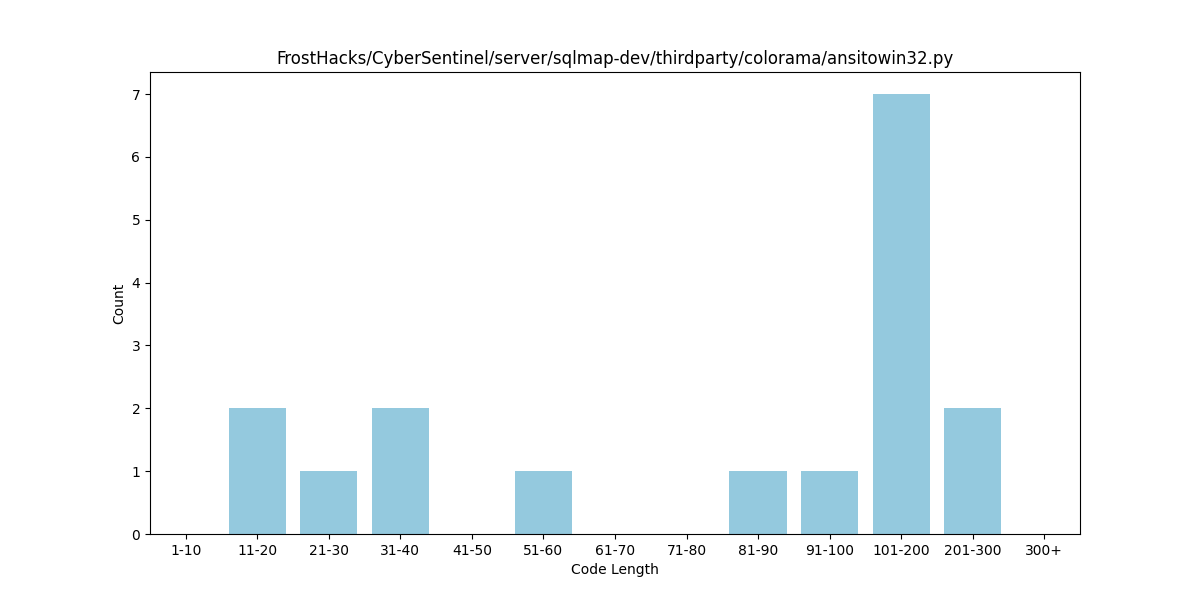 FrostHacks/CyberSentinel/server/sqlmap-dev/thirdparty/colorama/ansitowin32.py
Count
7
6
5
4
3
2
1
0
1-10 11-20 21-30 31-40 41-50 51-60 61-70 71-80 81-90 91-100 101-200 201-300 300+
Code Length